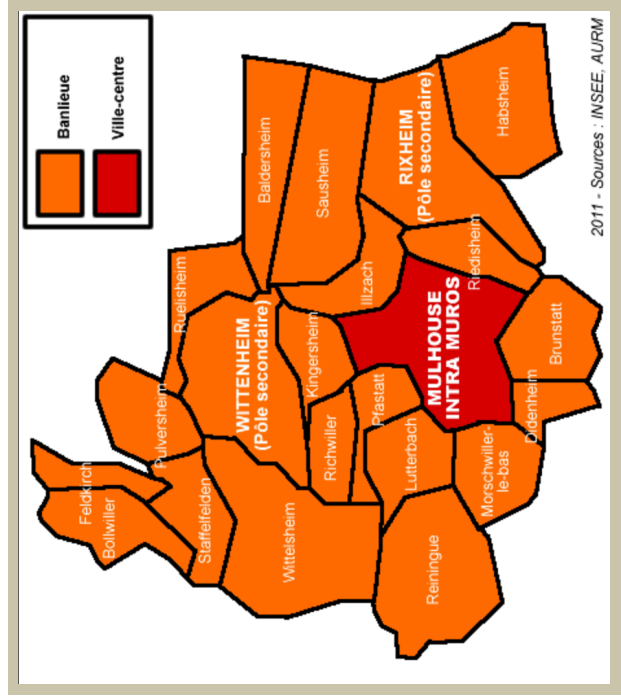 Banlieue
Ville-centre
Feldkirch
Bollwiller
Pulversheim
Ruelisheim
Staffelfelden
WITTENHEIM
(Pôle secondaire)
Baldersheim
Wittelsheim
Sausheim
Kingersheim
Richwiller
Illzach
Pfastatt
RIXHEIM
(Pôle secondaire)
Lutterbach
MULHOUSE
INTRA MUROS
Reiningue
Riedisheim
Habsheim
Morschwiller-
le-bas
Didenheim
Brunstatt
2011 - Sources : INSEE, AURM